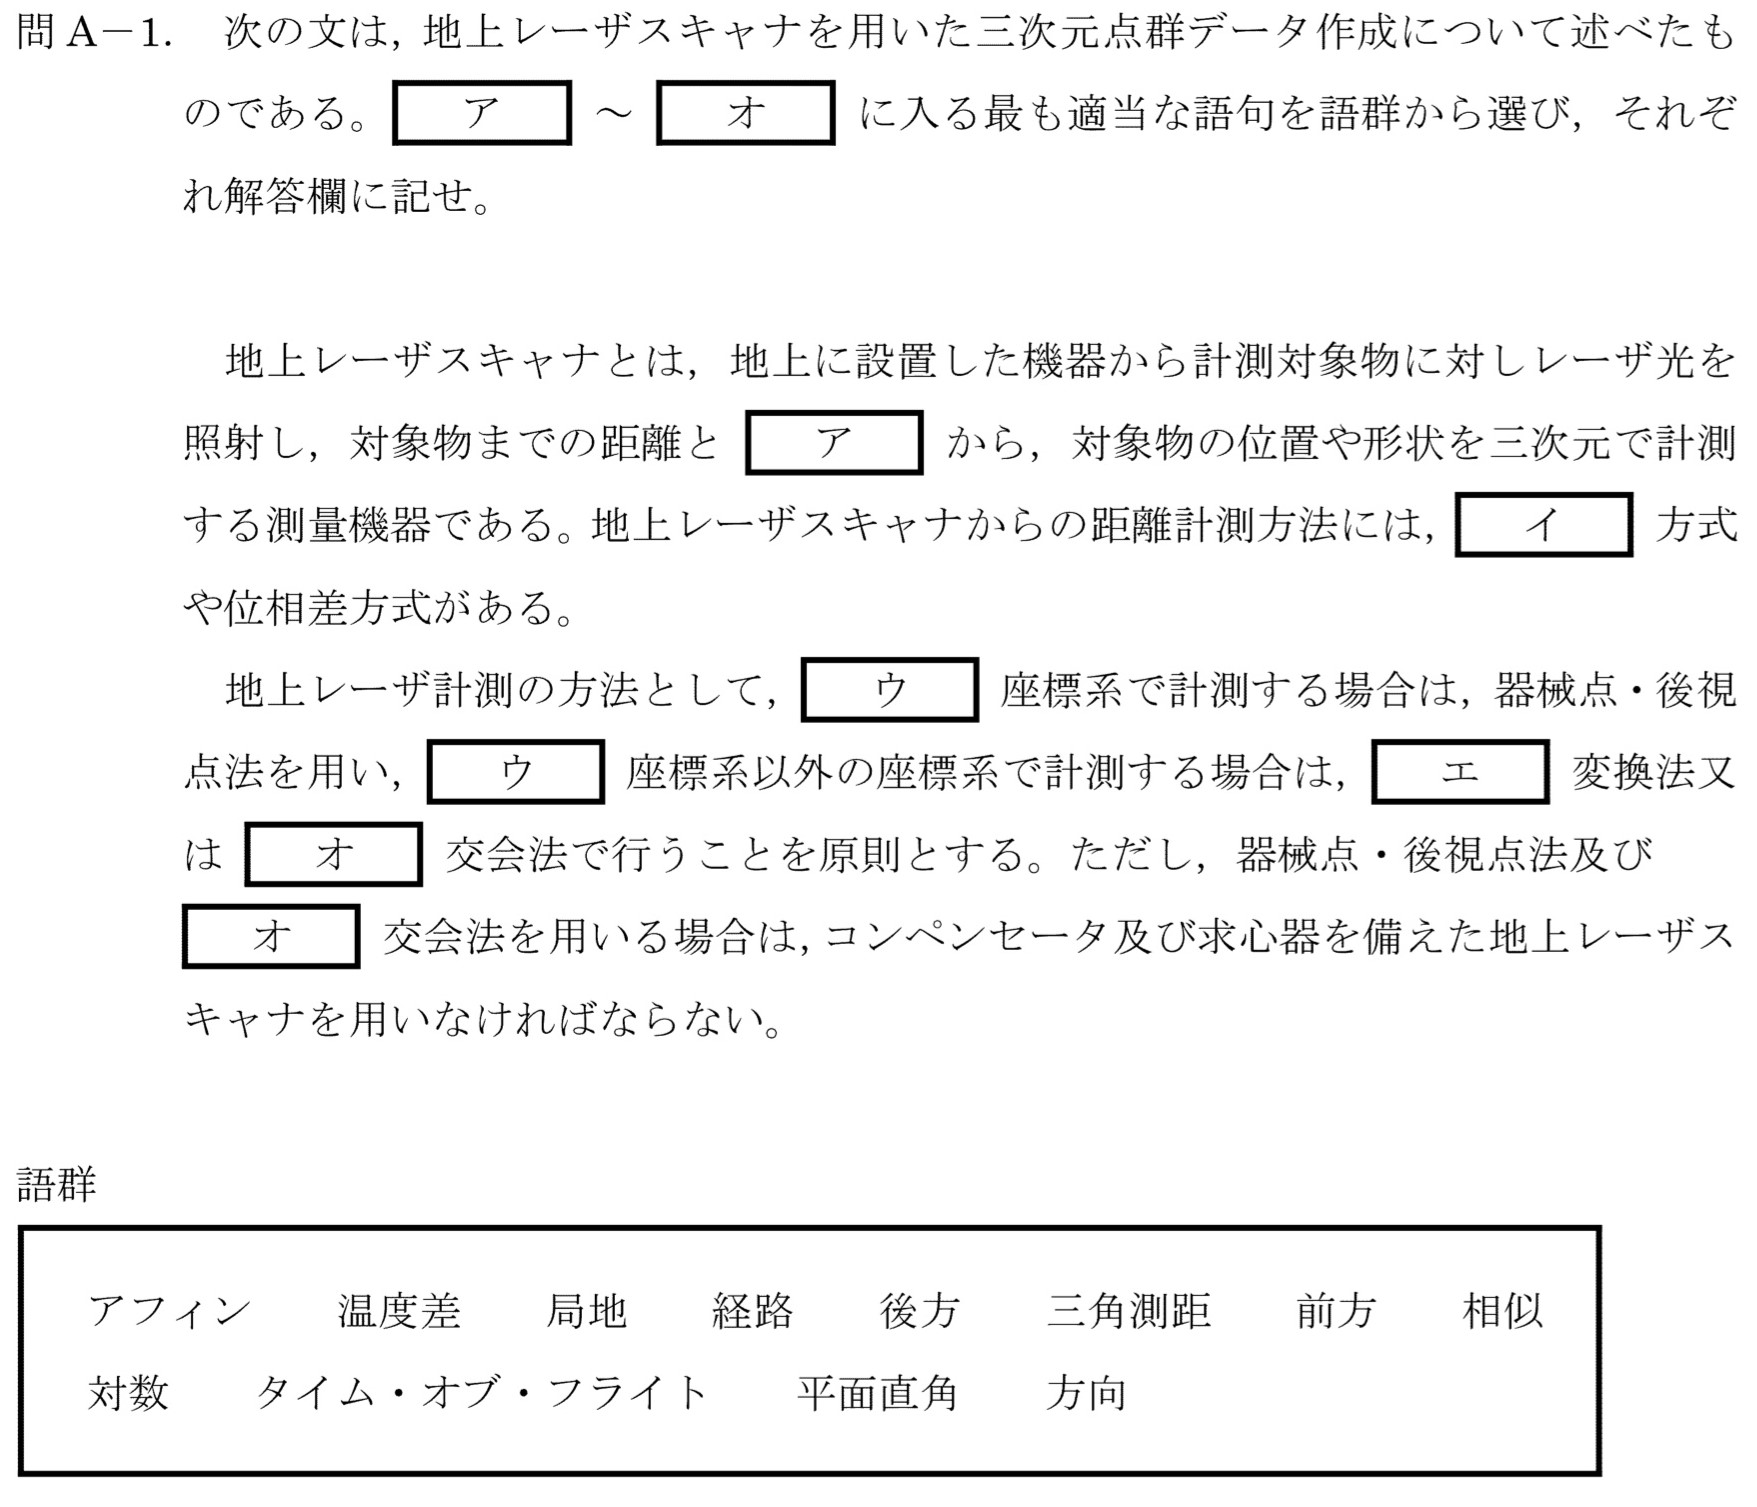 問A－1.　次の文は，地上レーザスキャナを用いた三次元点群データ作成について述べたも
のである。 ア ～ オ に入る最も適当な語句を語群から選び，それぞ
れ解答欄に記せ。
地上レーザスキャナとは，地上に設置した機器から計測対象物に対しレーザ光を
照射し，対象物までの距離と ア から，対象物の位置や形状を三次元で計測
する測量機器である。地上レーザスキャナからの距離計測方法には， イ 方式
や位相差方式がある。
地上レーザ計測の方法として， ウ 座標系で計測する場合は，器械点・後視
点法を用い， ウ 座標系以外の座標系で計測する場合は， エ 変換法又
は オ 交会法で行うことを原則とする。ただし，器械点・後視点法及び
オ 交会法を用いる場合は，コンペンセータ及び求心器を備えた地上レーザス
キャナを用いなければならない。
語群
アフィン　温度差　局地　経路　後方　三角測距　前方　相似
対数　タイム・オブ・フライト　平面直角　方向